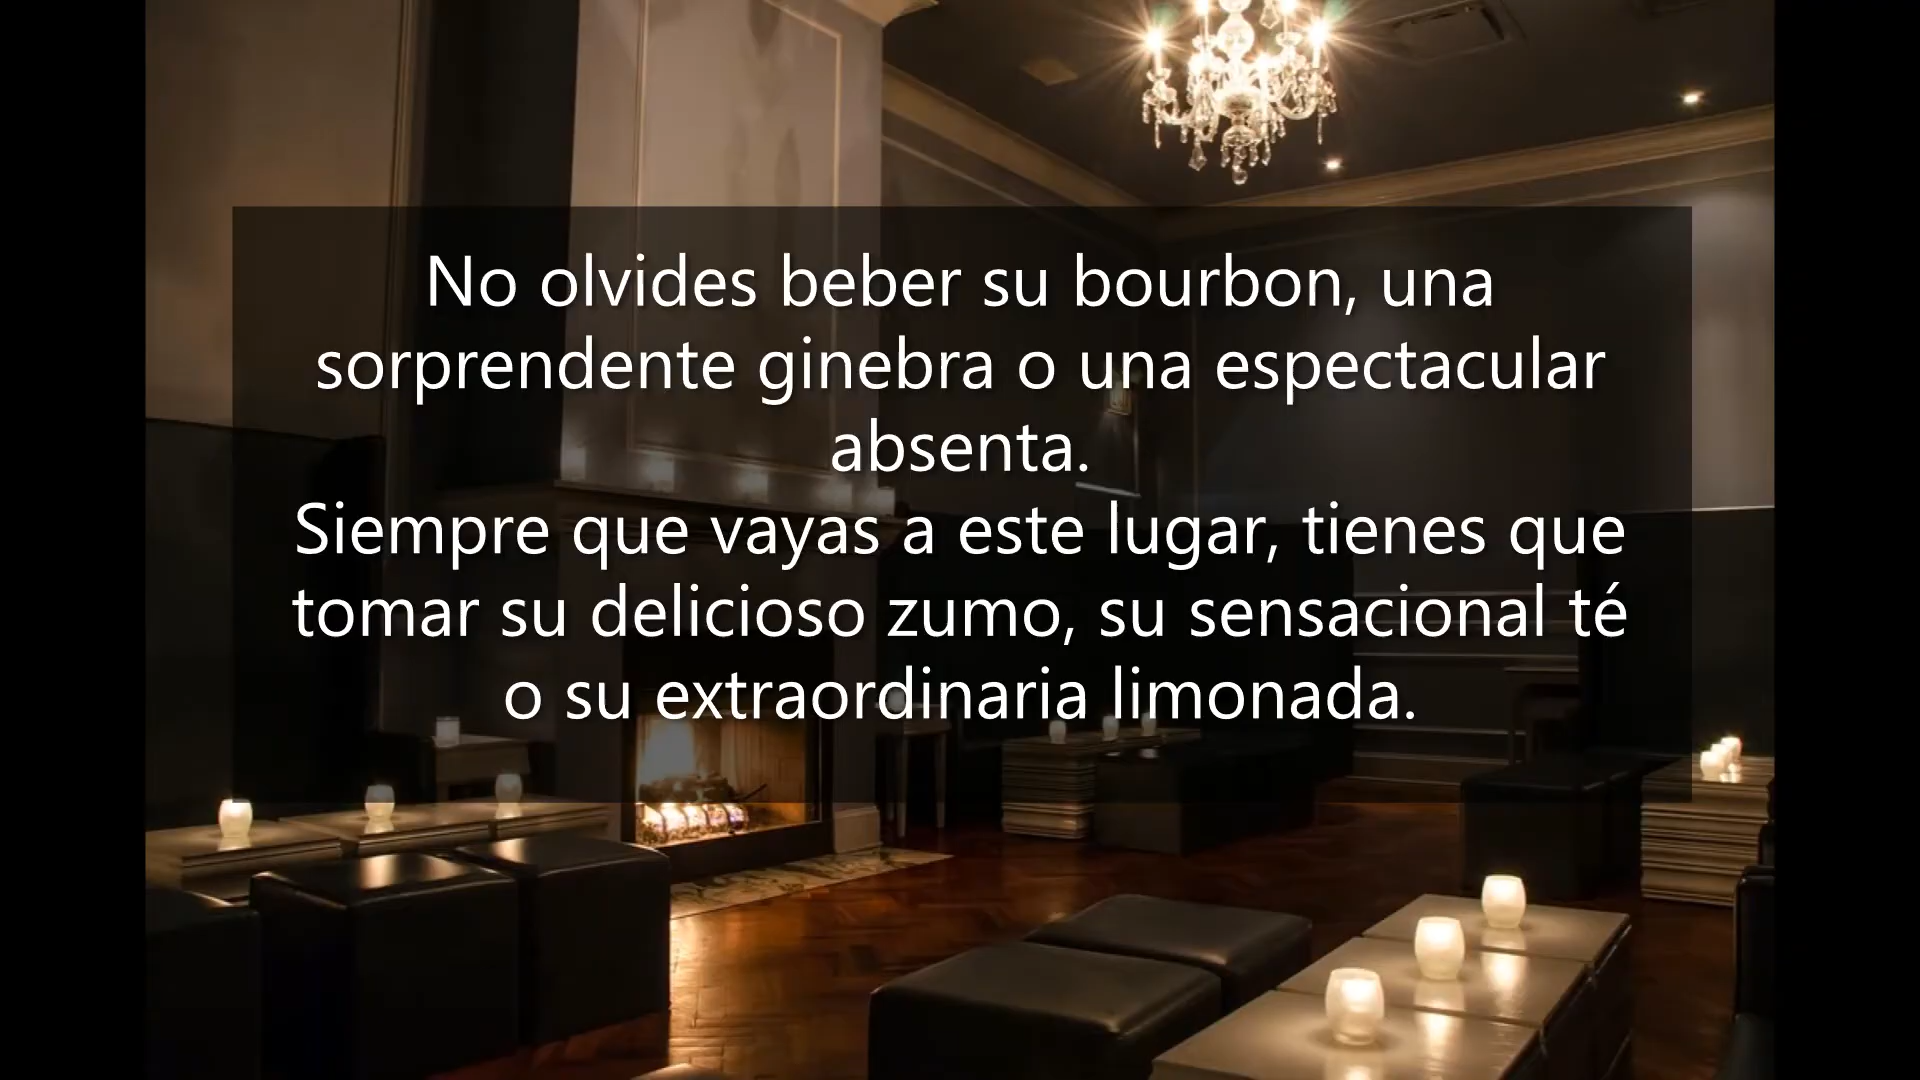 No olvides beber su bourbon, una
sorprendente ginebra o una espectacular
absenta.
Siempre que vayas a este lugar, tienes que
tomar su delicioso zumo, su sensacional té
o su extraordinaria limonada.